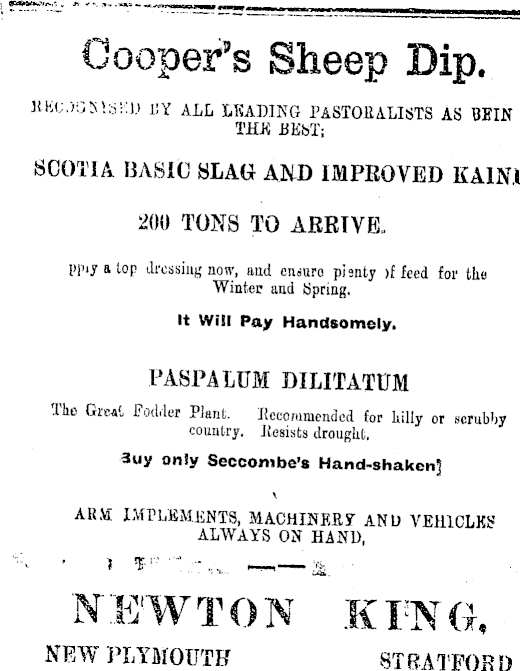 Cooper's Sheep Dip.
RECOGNISED BY ALL LEADING PASTORALISTS AS BEIN
THE BEST;
SCOTIA BASIC SLAG AND IMPROVED KAIN
200 TONS TO ARRIVE.
pply a top dressing now, and ensure plenty of feed for the
Winter and Spring.
It Will Pay Handsomely.
PASPALUM DILITATUM
The Great Fodder Plant. Recommended for hilly or scrubby
country. Resists drought.
Buy only Seccombe's Hand-shaken
ARM IMPLEMENTS, MACHINERY AND VEHICLES
ALWAYS ON HAND,
NEWTON KING,
NEW PLYMOUTH STRATFORD